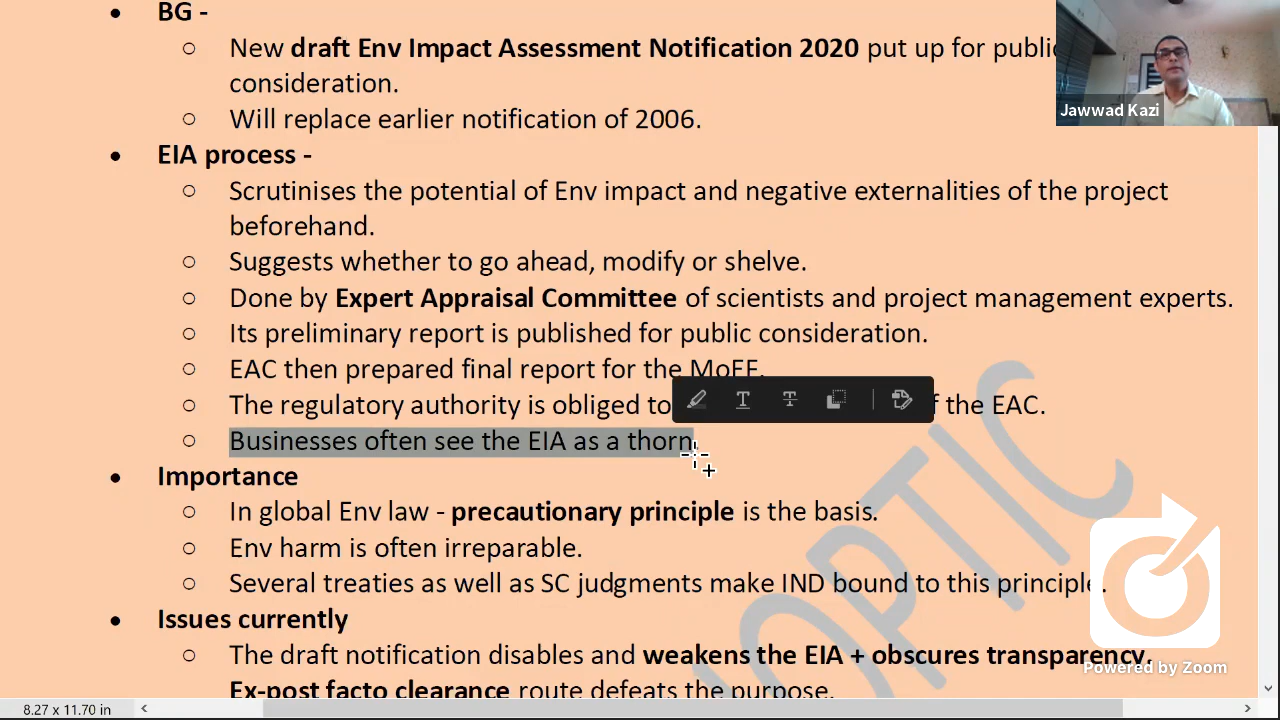 BG -
New draft Env Impact Assessment Notification 2020 put up for public
consideration.
Will replace earlier notification of 2006.
Jawwad Kazi
EIA process -
Scrutinises the potential of Env impact and negative externalities of the project
beforehand.
Suggests whether to go ahead, modify or shelve.
Done by Expert Appraisal Committee of scientists and project management experts.
Its preliminary report is published for public consideration.
EAC then prepared final report for the MoEF.
The regulatory authority is obliged to the EAC.
Businesses often see the EIA as a thorn
Importance
In global Env law - precautionary principle is the basis.
Env harm is often irreparable.
Several treaties as well as SC judgments make IND bound to this principle.
Issues currently
The draft notification disables and weakens the EIA + obscures transparency.
Ex-post facto clearance route defeats the purpose.
OPTIC
Powered by Zoom
8.27 x 11.70 in